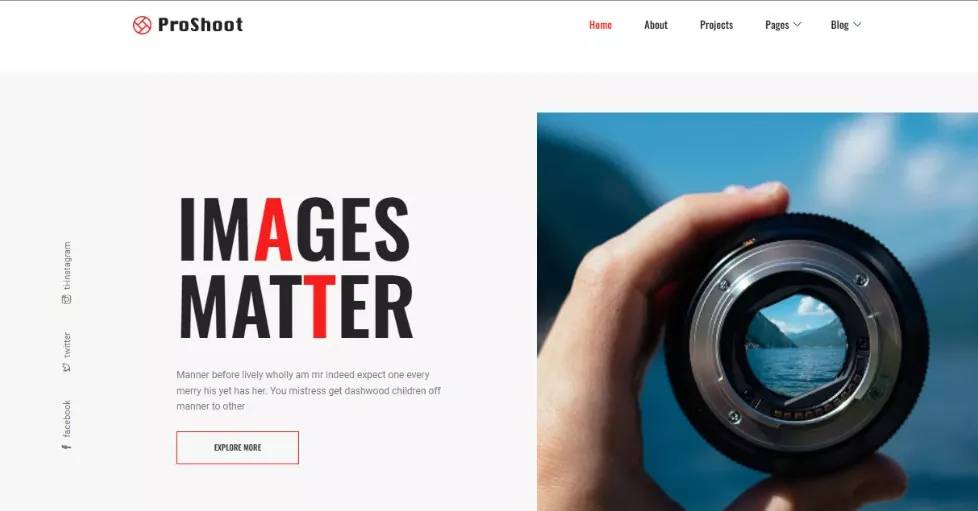 ProShoot
Home About Projects Pages Blog
IMAGES
MATTER
Manner before lively wholly am mr indeed expect one every
merry his yet has her. You mistress get dashwood children off
manner to other
EXPLORE MORE
ti-instagram
twitter
facebook